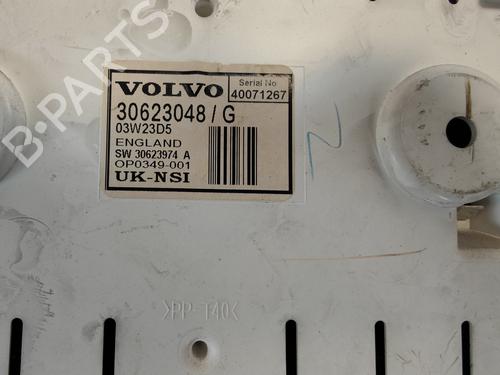 B-PARTS
VOLVO
Serial No
40071267
30623048 / G
03W23D5
ENGLAND
SW 30623974 A
OP0349-001
UK-NSI
N
>PP-T40<